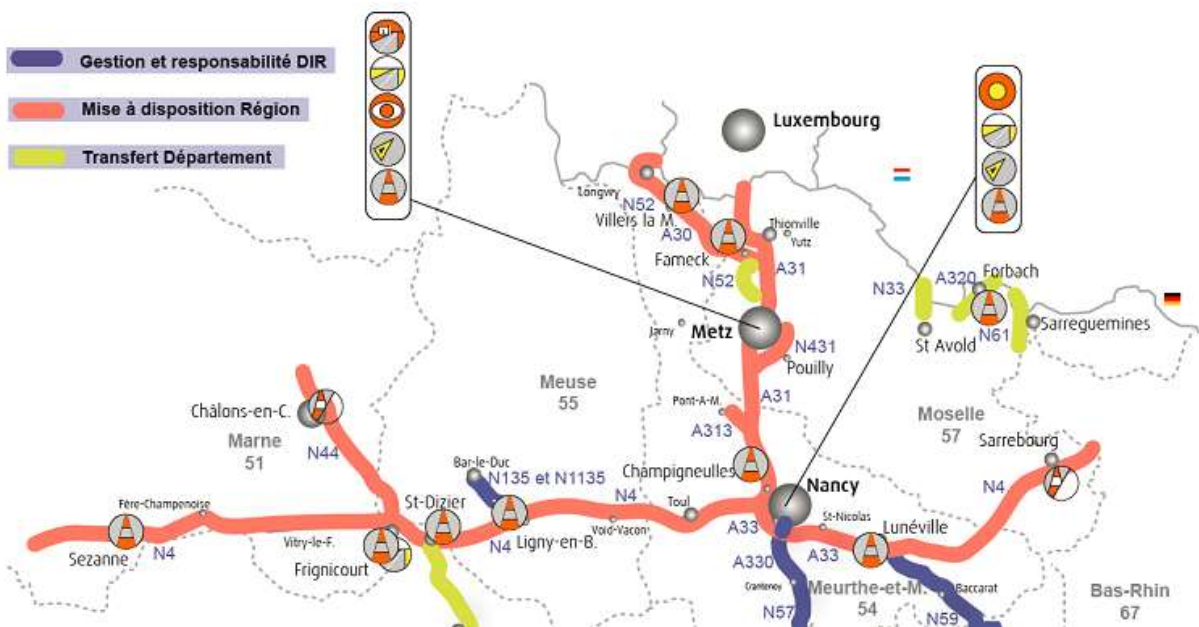 Gestion et responsabilité DIR
Mise à disposition Région
Transfert Département
Luxembourg
Longwy
N52
Villers la M.
A30
Thionville
Yutz
Fameck
A31
N52
N33
A320
Forbach
Jarny
Metz
N431
Pouilly
St Avold
N61
Sarreguemines
Meuse
55
A31
Pont-A-M.
A313
Moselle
57
Châlons-en-C.
Marne
51
N44
Sarrebourg
Bar-le-Duc
N135 et N1135
Champigneulles
Nancy
N4
Fère-Champenoise
St-Dizier
N4
Toul
St-Nicolas
Lunéville
Sezanne
N4
Vitry-le-F.
Frignicourt
N4
Ligny-en-B.
Void-Vacon
A33
A33
A330
Crantenoy
Meurthe-et-M.
54
Baccarat
Bas-Rhin
67
N57
N59